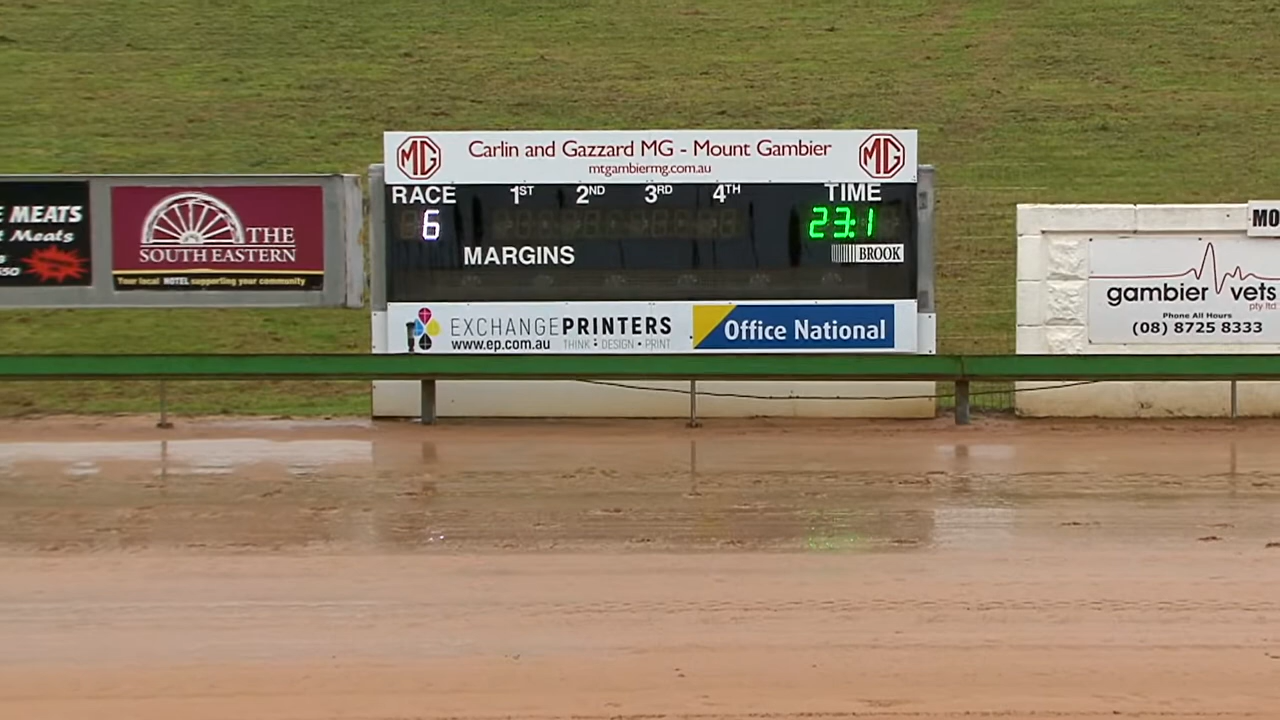 MG
Carlin and Gazzard MG - Mount Gambier
MG
mtgambiermg.com.au
RACE 1ST 2ND 3RD 4TH TIME
6 23:1
MARGINS
BROOK
EXCHANGEPRINTERS
www.ep.com.au THINK • DESIGN • PRINT
Office National
MEATS
Meats
THE
SOUTH EASTERN
Your local HOTEL supporting your community
MO
gambier vets
pty ltd
Phone All Hours
(08) 8725 8333